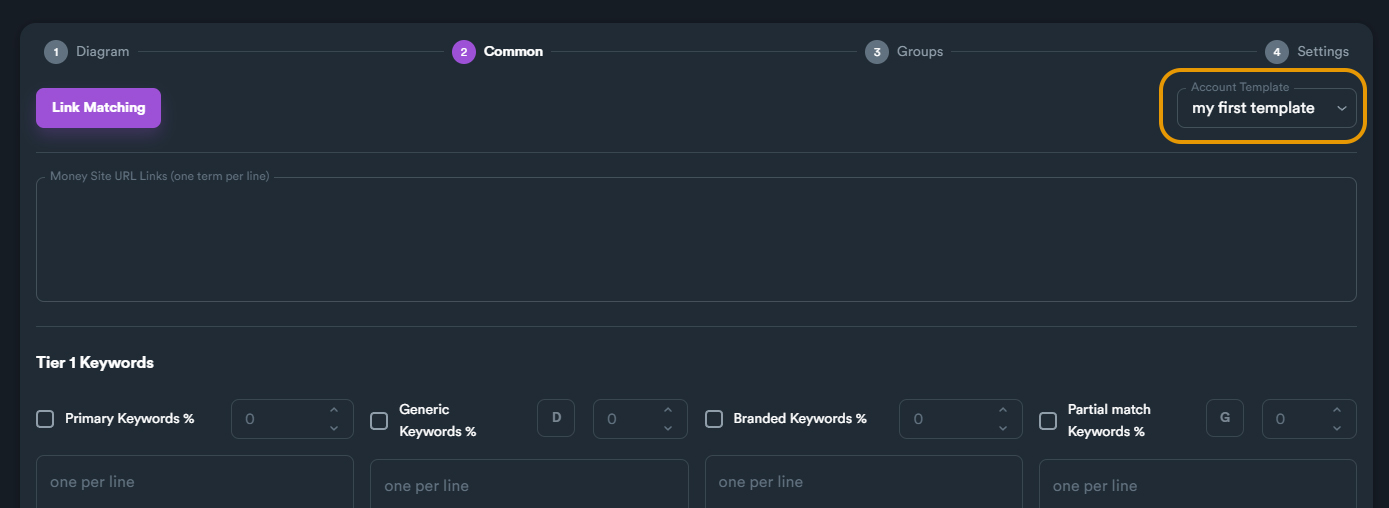 1 Diagram 2 Common 3 Groups 4 Settings
Link Matching
Account Template
my first template
Money Site URL Links (one term per line)
Tier 1 Keywords
Primary Keywords % 0
Generic
Keywords %
D 0
Branded Keywords % 0
Partial match
Keywords %
G 0
one per line
one per line
one per line
one per line